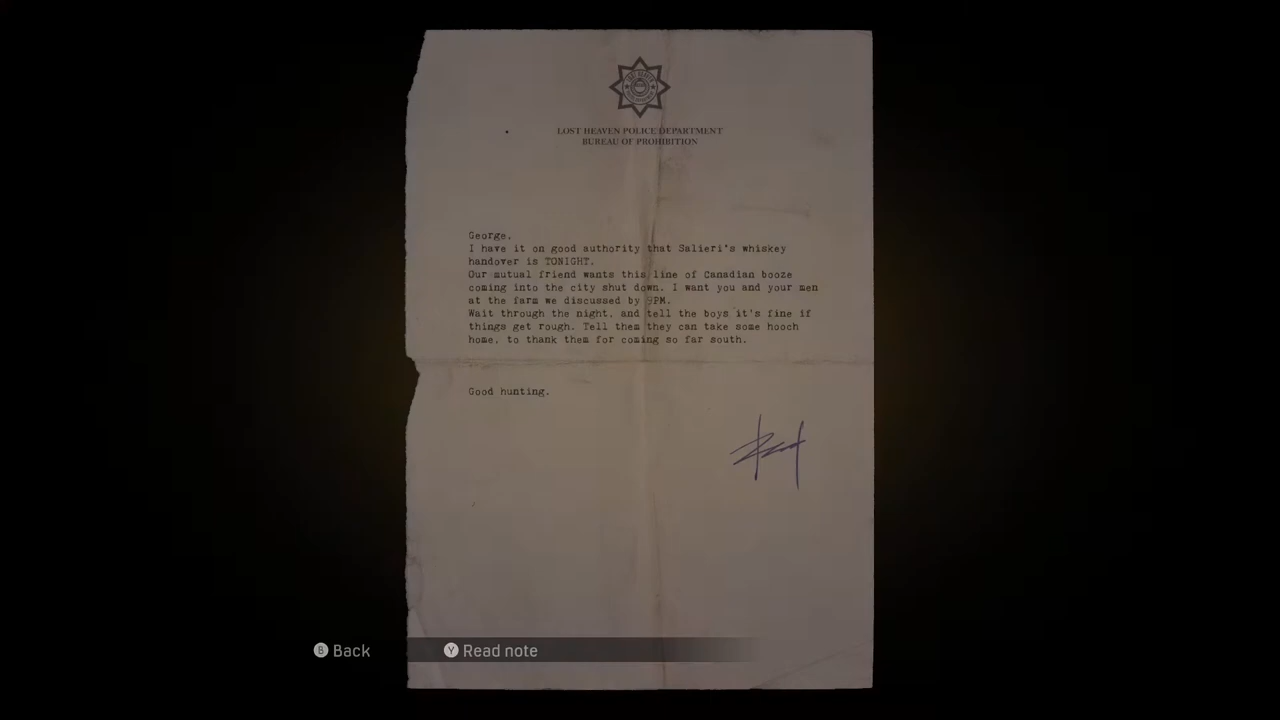 LOST HEAVEN POLICE DEPARTMENT
BUREAU OF PROHIBITION
George.
I have it on good authority that Salieri's whiskey
handover is TONIGHT.
Our mutual friend wants this line of Canadian booze
coming into the city shut down. I want you and your men
at the farm we discussed by 9PM.
Wait through the night, and tell the boys it's fine if
things get rough. Tell them they can take some hooch
home, to thank them for coming so far south.
Good hunting.
B Back
Y Read note